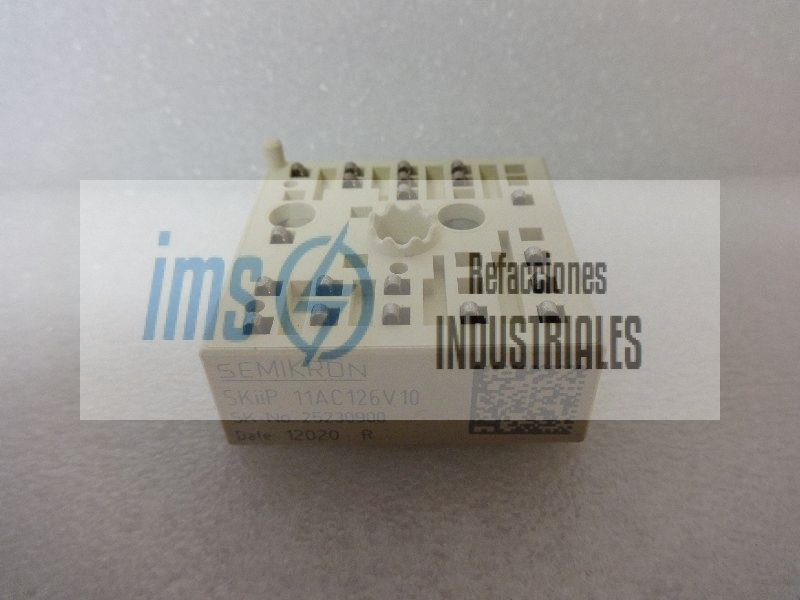 ims
Refacciones
INDUSTRIALES
SEMIKRON
SKiiP 11AC126V10
SK No 25230900
Date 12020 R